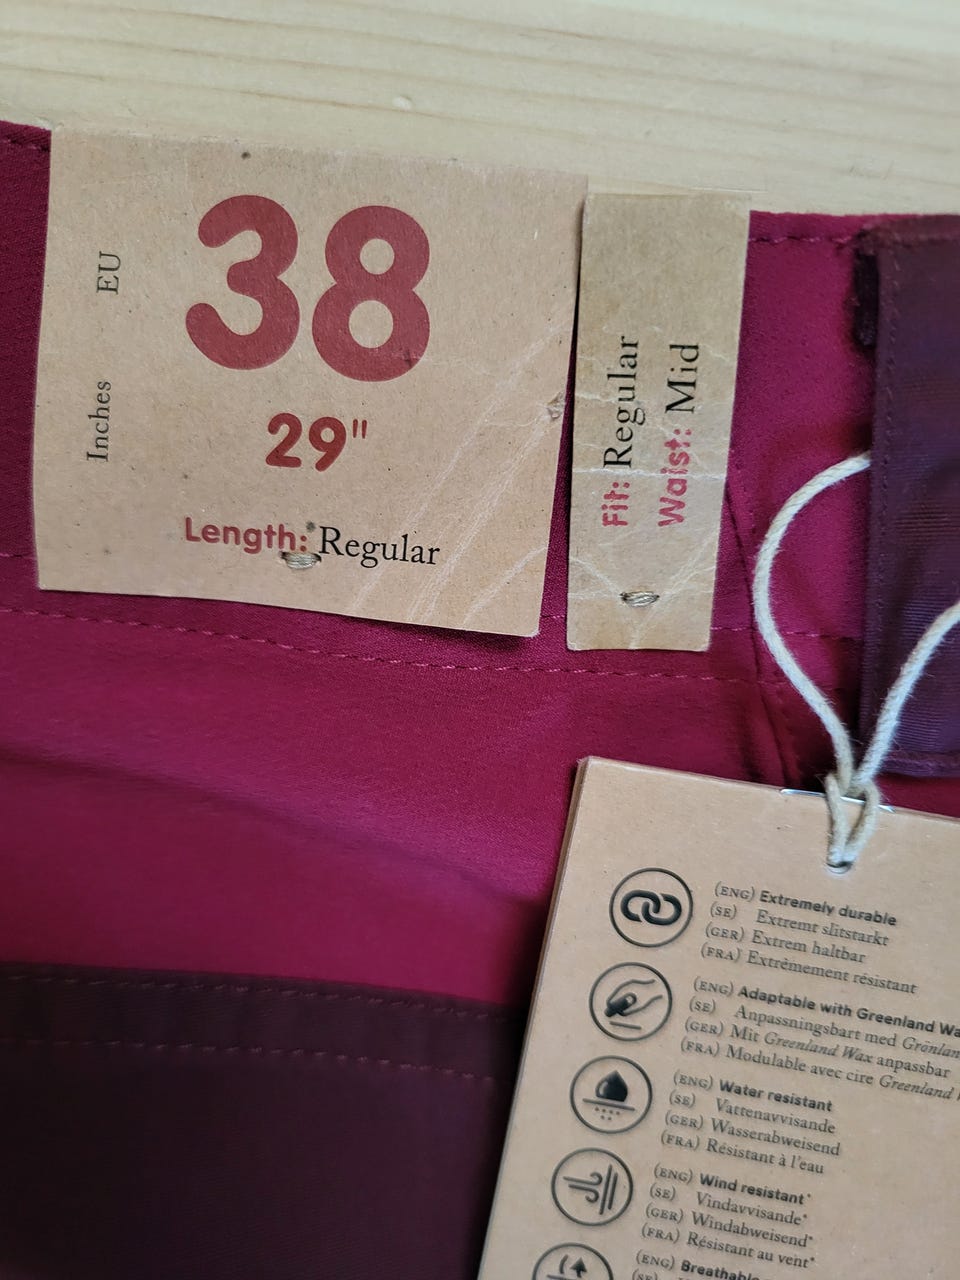 EU
38
Inches
29"
Length: Regular
Fit: Regular
Waist: Mid
(ENG) Extremely durable
(SE) Extremt slitstarkt
(GER) Extrem haltbar
(FRA) Extrêmement résistant
(ENG) Adaptable with Greenland
(SE) Anpassningsbart med
(GER) Mit Greenland Wax anpassbar
(FRA) Modulable avec cire Greenland
(ENG) Water resistant
(SE) Vattenavvisande
(GER) Wasserabweisend
(FRA) Résistant à l'eau
(ENG) Wind resistant*
(SE) Vindavvisande*
(GER) Windabweisend*
(FRA) Résistant au vent*
(ENG) Breathable
(SE)